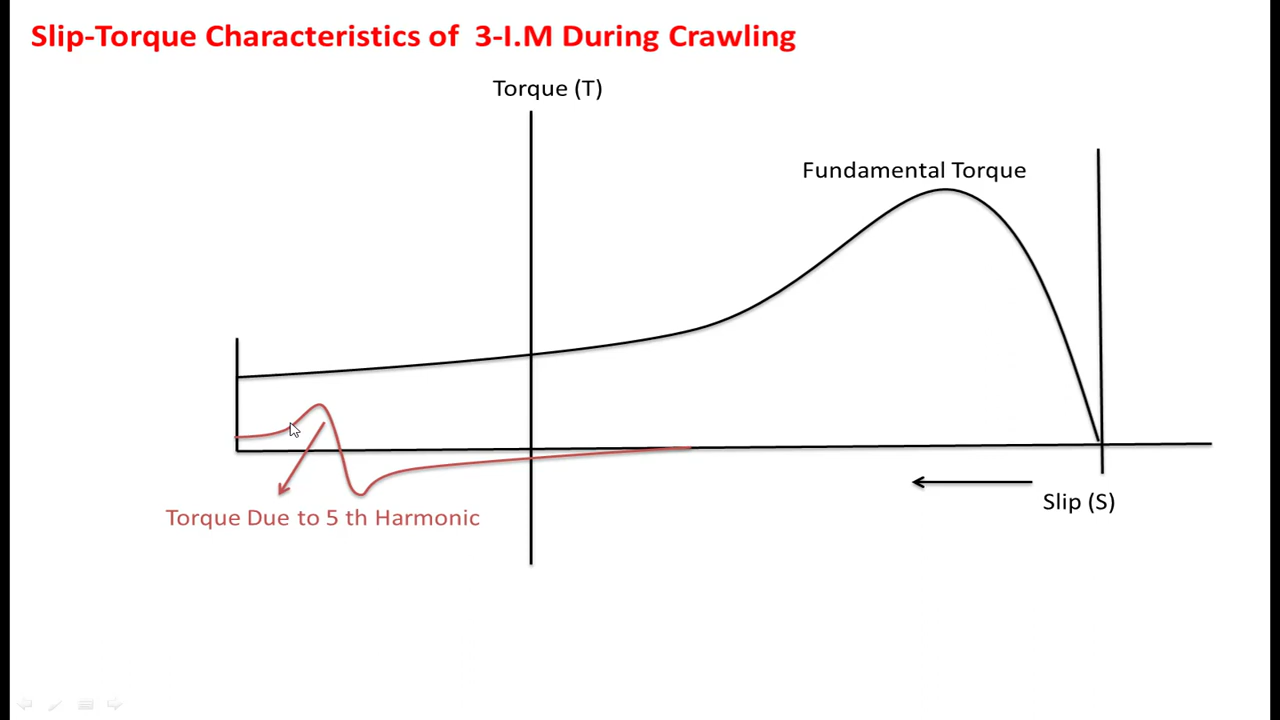 Slip-Torque Characteristics of 3-I.M During Crawling
Torque (T)
Fundamental Torque
Slip (S)
Torque Due to 5 th Harmonic